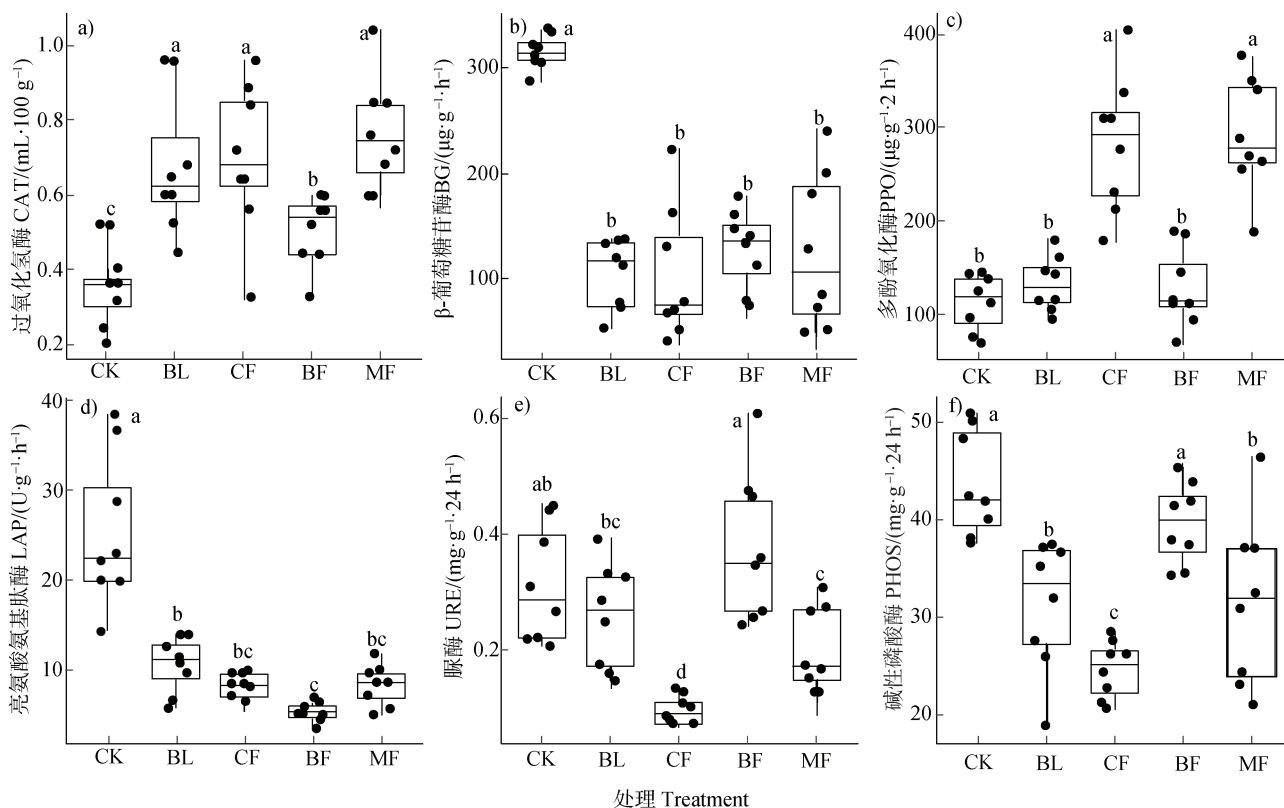 a)
过氧化氢酶 CAT/(mL·100 g⁻¹)
1.0
0.8
0.6
0.4
0.2
c
a
a
b
a
CK
BL
CF
BF
MF
b)
β-葡萄糖苷酶BG/(μg·g⁻¹·h⁻¹)
300
200
100
a
b
b
b
b
CK
BL
CF
BF
MF
c)
多酚氧化酶PPO/(μg·g⁻¹·2 h)
400
300
200
100
b
b
a
b
a
CK
BL
CF
BF
MF
d)
亮氨酸氨基肽酶 LAP/(U·g⁻¹·h⁻¹)
40
30
20
10
a
b
bc
c
bc
CK
BL
CF
BF
MF
e)
脲酶 URE/(mg·g⁻¹·24 h⁻¹)
0.6
0.4
0.2
ab
bc
d
a
c
CK
BL
CF
BF
MF
f)
碱性磷酸酶 PHOS/(mg·g⁻¹·24 h⁻¹)
50
40
30
20
a
b
c
a
b
CK
BL
CF
BF
MF
处理 Treatment